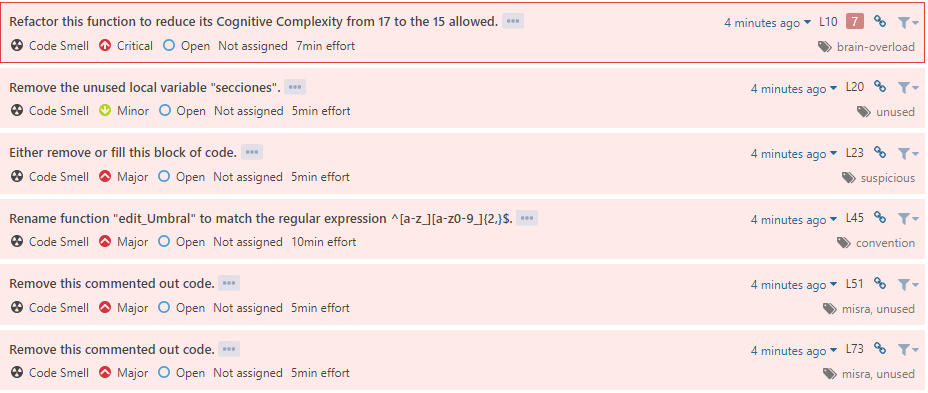 Refactor this function to reduce its Cognitive Complexity from 17 to the 15 allowed. ••• 4 minutes ago L10 7
Code Smell Critical Open Not assigned 7min effort brain-overload
Remove the unused local variable "secciones". ••• 4 minutes ago L20
Code Smell Minor Open Not assigned 5min effort unused
Either remove or fill this block of code. ••• 4 minutes ago L23
Code Smell Major Open Not assigned 5min effort suspicious
Rename function "edit_Umbral" to match the regular expression ^[a-z_][a-z0-9_]{2,}$. ••• 4 minutes ago L45
Code Smell Major Open Not assigned 10min effort convention
Remove this commented out code. ••• 4 minutes ago L51
Code Smell Major Open Not assigned 5min effort misra, unused
Remove this commented out code. ••• 4 minutes ago L73
Code Smell Major Open Not assigned 5min effort misra, unused